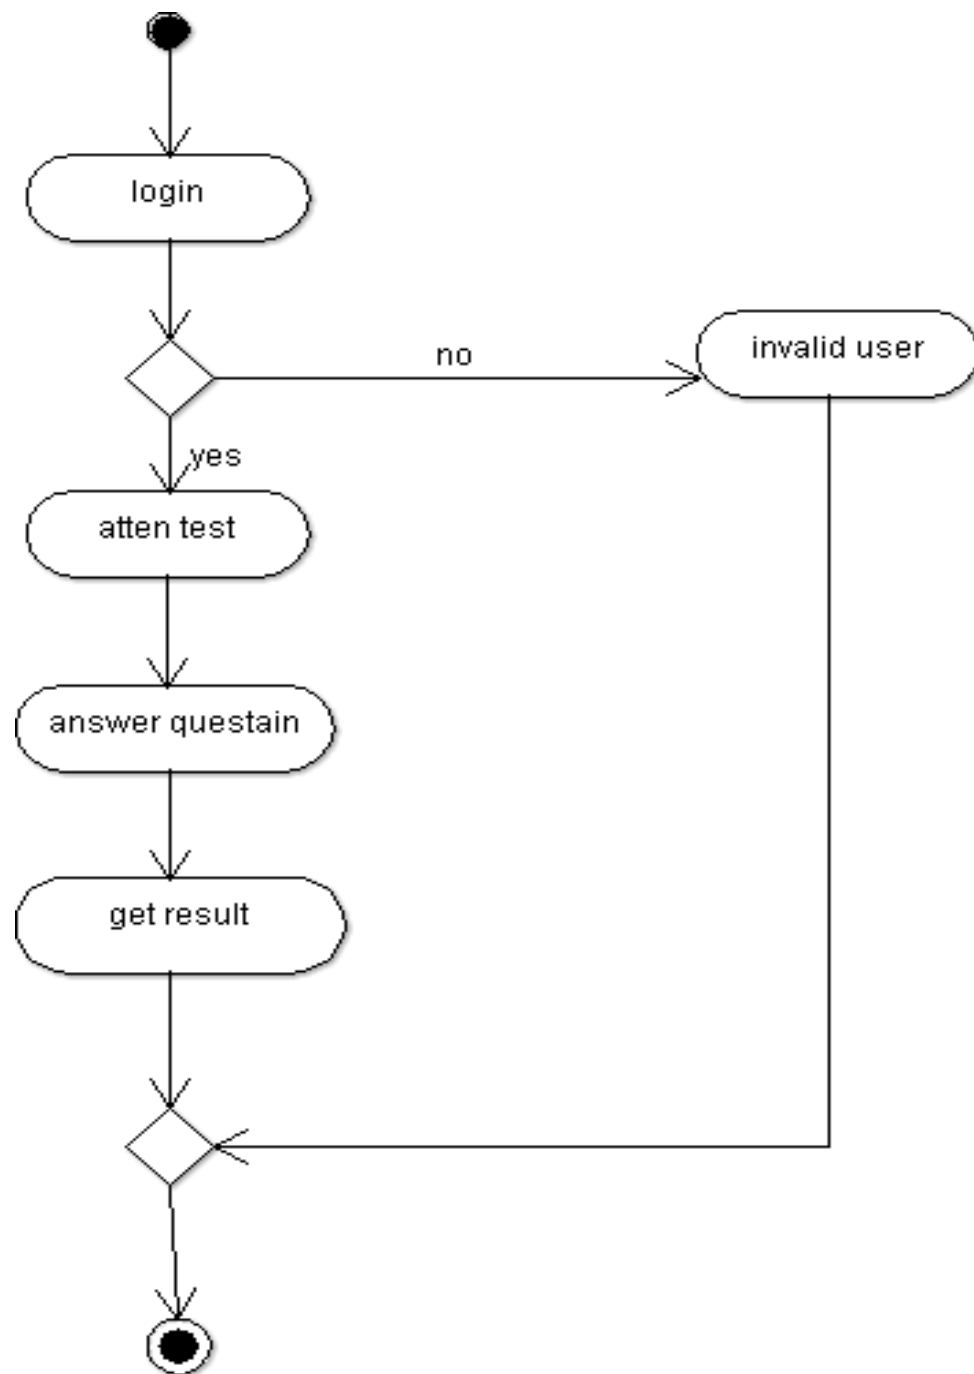 login
no
invalid user
yes
atten test
answer questain
get result